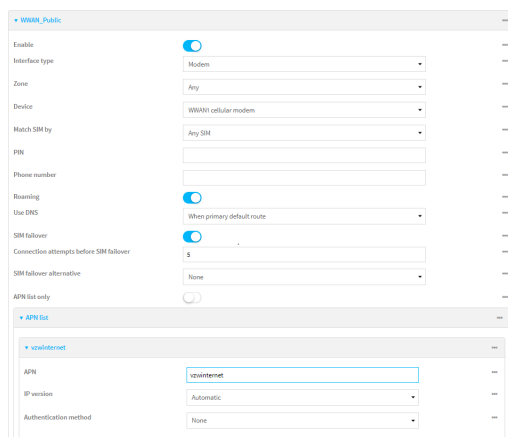 WWAN_Public
Enable
Interface type Modem
Zone Any
Device WWAN1 cellular modem
Match SIM by Any SIM
PIN
Phone number
Roaming
Use DNS When primary default route
SIM failover
Connection attempts before SIM failover 5
SIM failover alternative None
APN list only
APN list
vzwinternet
APN vzwinternet
IP version Automatic
Authentication method None